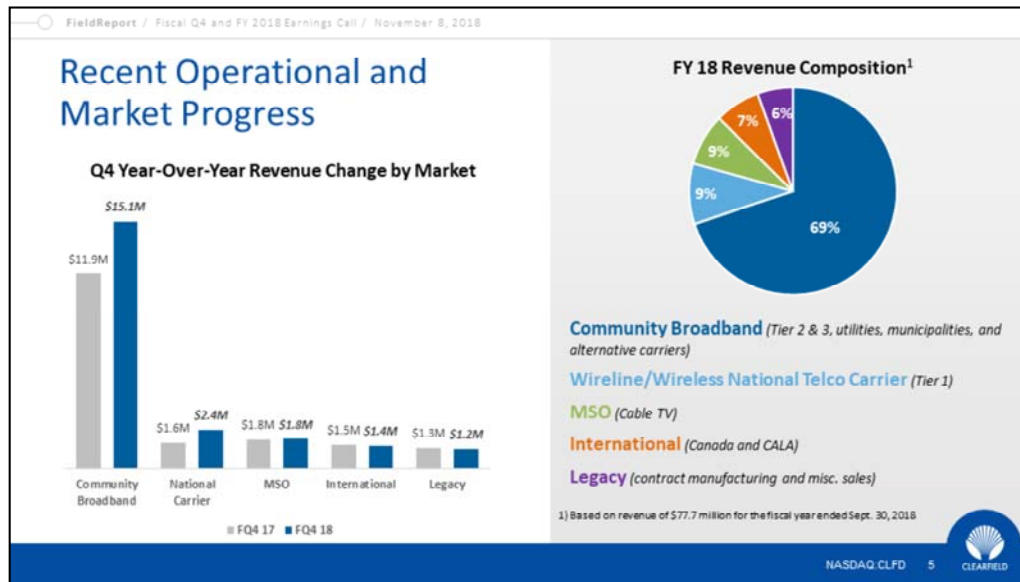 FieldReport / Fiscal Q4 and FY 2018 Earnings Call / November 8, 2018
Recent Operational and
Market Progress
Q4 Year-Over-Year Revenue Change by Market
$15.1M
$11.9M
$2.4M
$1.6M
$1.8M $1.8M
$1.5M $1.4M
$1.3M $1.2M
Community
Broadband
National
Carrier
MSO
International
Legacy
FQ4 17 FQ4 18
FY 18 Revenue Composition1
6%
7%
9%
9%
69%
Community Broadband (Tier 2 & 3, utilities, municipalities, and
alternative carriers)
Wireline/Wireless National Telco Carrier (Tier 1)
MSO (Cable TV)
International (Canada and CALA)
Legacy (contract manufacturing and misc. sales)
1) Based on revenue of $77.7 million for the fiscal year ended Sept. 30, 2018
NASDAQ:CLFD 5
CLEARFIELD